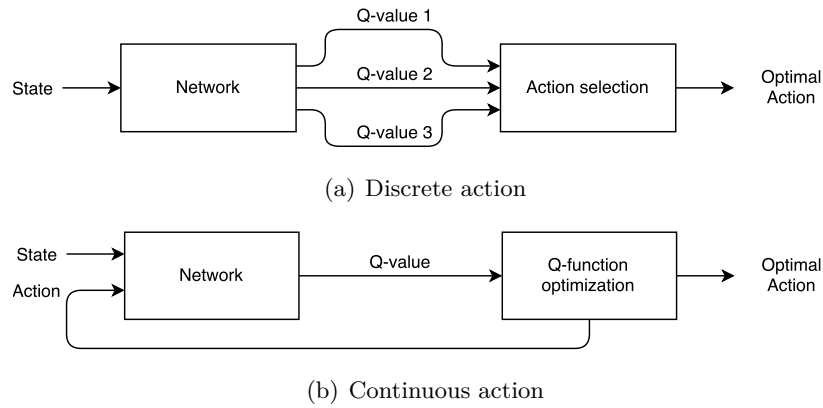 Q-value 1
State
Network
Q-value 2
Action selection
Optimal
Action
Q-value 3
(a) Discrete action
State
Action
Network
Q-value
Q-function
optimization
Optimal
Action
(b) Continuous action